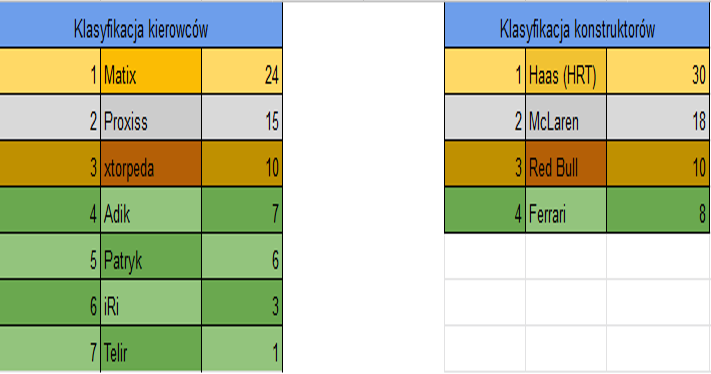 Klasyfikacja kierowców
1 Matix 24
2 Proxiss 15
3 xtorpeda 10
4 Adik 7
5 Patryk 6
6 iRi 3
7 Telir 1
Klasyfikacja konstruktorów
1 Haas (HRT) 30
2 McLaren 18
3 Red Bull 10
4 Ferrari 8